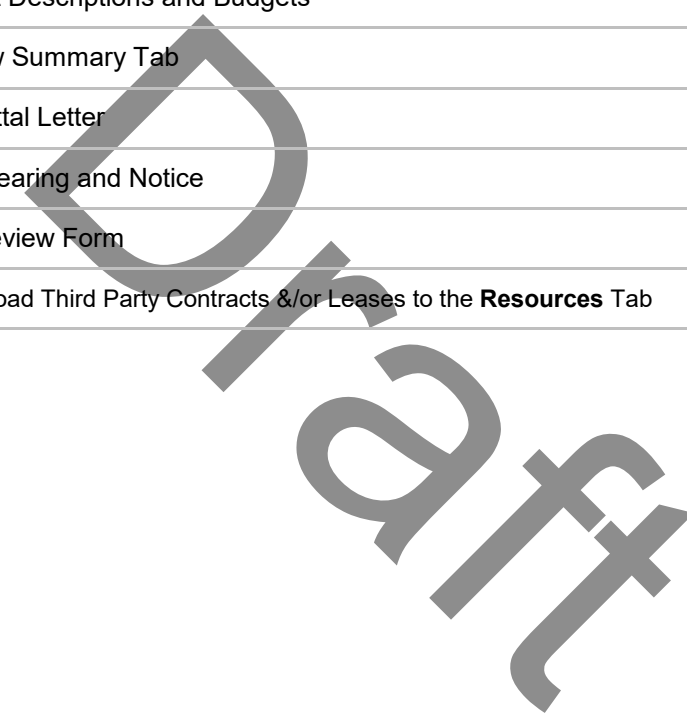 Descriptions and Budgets
Summary Tab
ttal Letter
earing and Notice
eview Form
oad Third Party Contracts &/or Leases to the Resources Tab
Draft